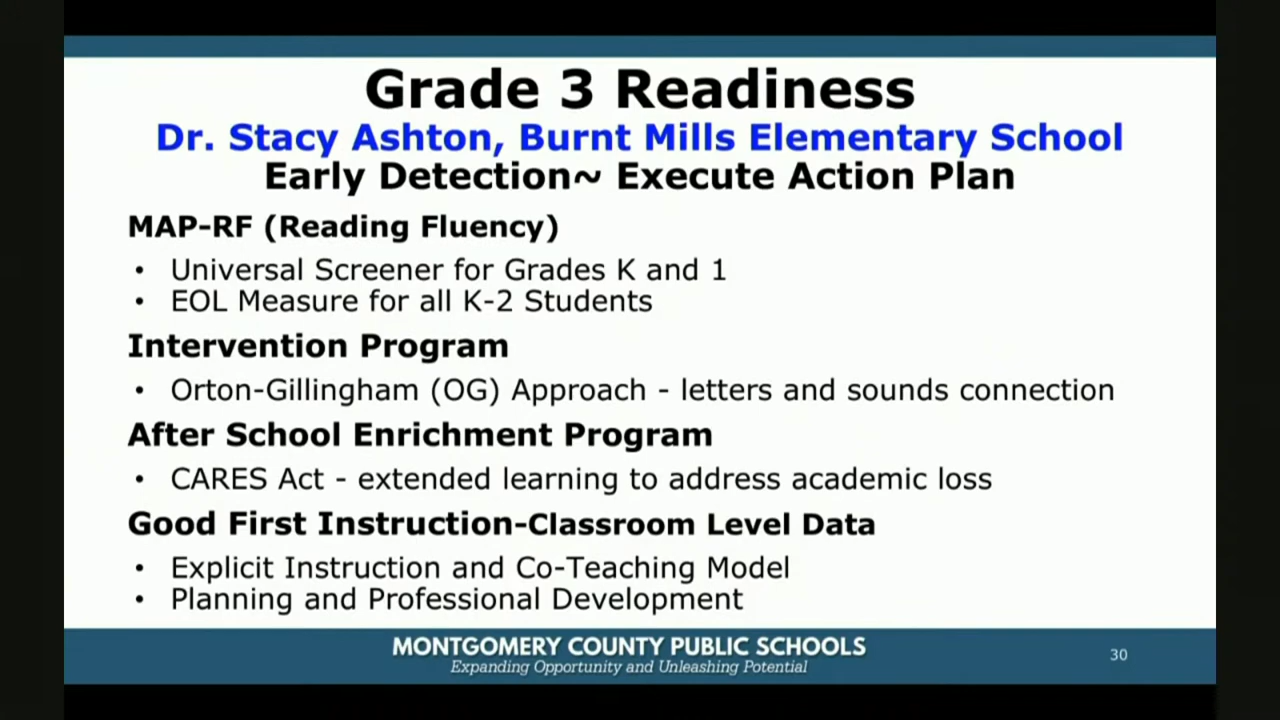 Grade 3 Readiness
Dr. Stacy Ashton, Burnt Mills Elementary School
Early Detection~ Execute Action Plan
MAP-RF (Reading Fluency)
• Universal Screener for Grades K and 1
• EOL Measure for all K-2 Students
Intervention Program
• Orton-Gillingham (OG) Approach - letters and sounds connection
After School Enrichment Program
• CARES Act - extended learning to address academic loss
Good First Instruction-Classroom Level Data
• Explicit Instruction and Co-Teaching Model
• Planning and Professional Development
MONTGOMERY COUNTY PUBLIC SCHOOLS
Expanding Opportunity and Unleashing Potential
30